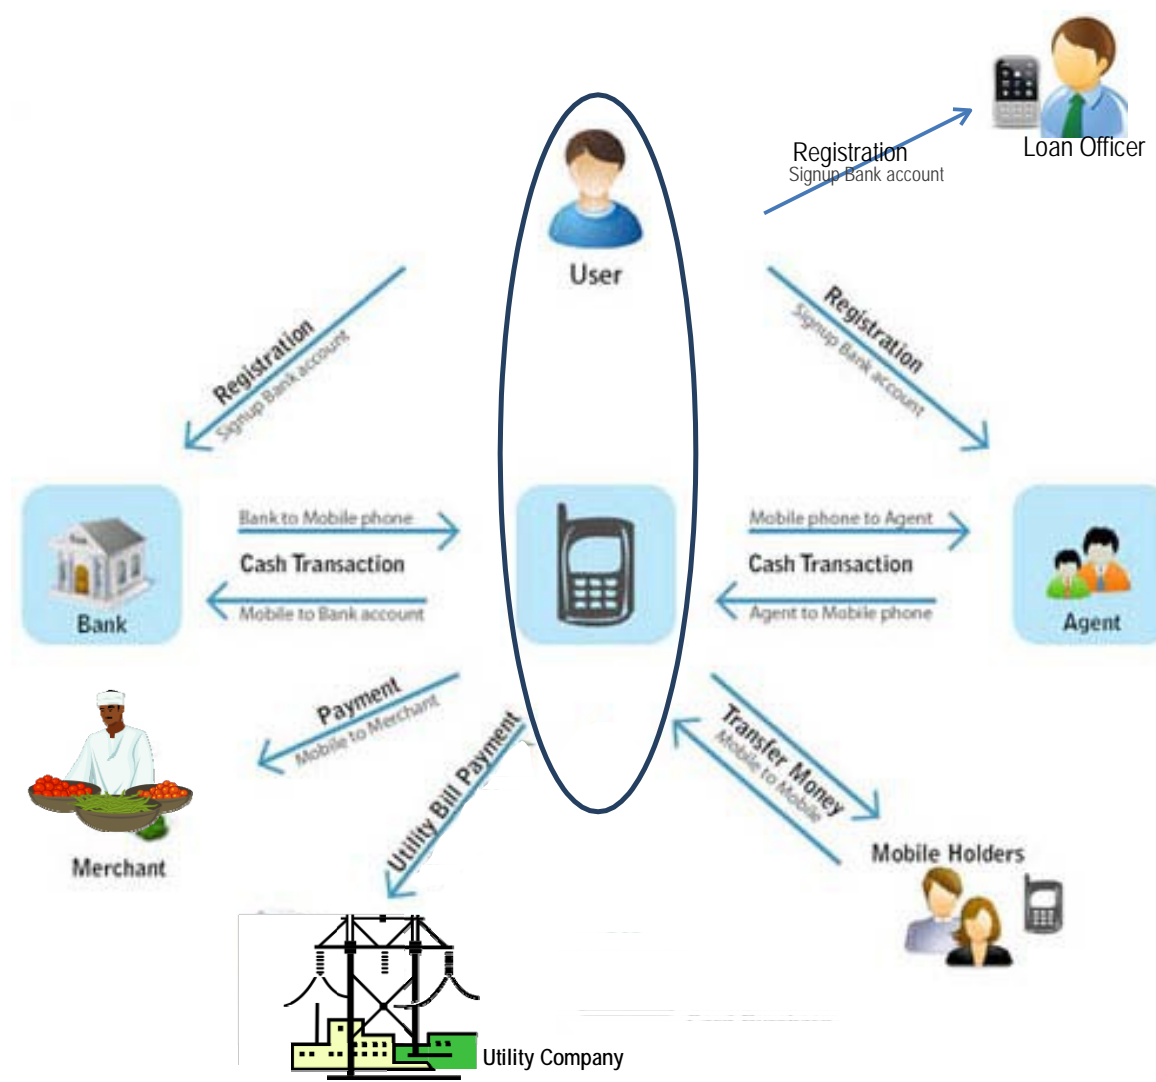 Registration
Signup Bank account
Loan Officer
User
Registration
Signup Bank account
Registration
Signup Bank account
Bank to Mobile phone
Cash Transaction
Mobile to Bank account
Bank
Mobile phone to Agent
Cash Transaction
Agent to Mobile phone
Agent
Payment
Mobile to Merchant
Utility Bill Payment
Transfer Money
Mobile to Mobile
Merchant
Mobile Holders
Utility Company